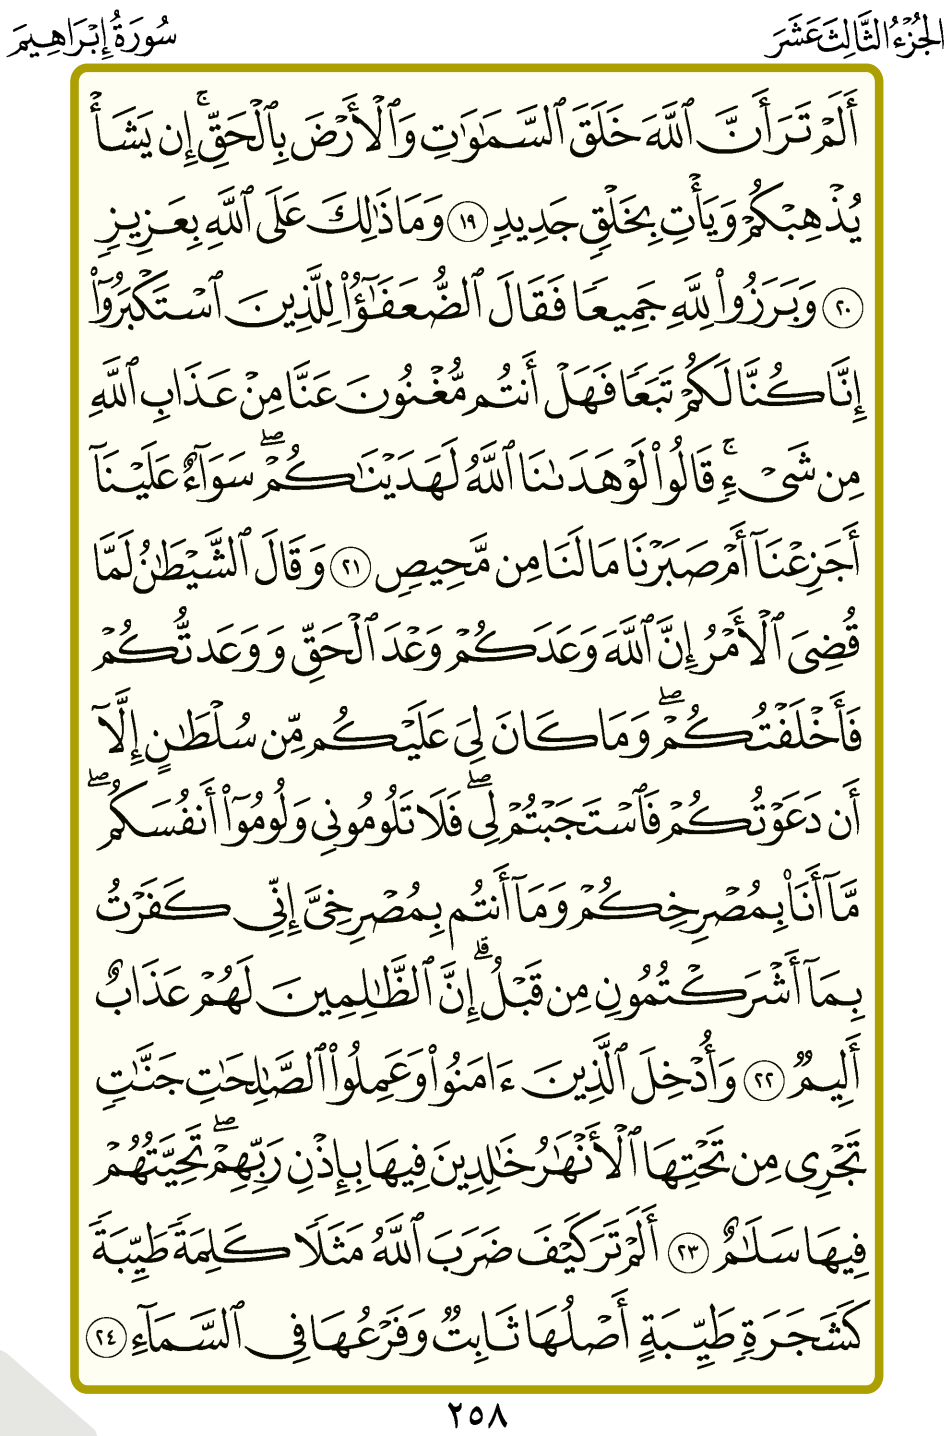 الجُزْءُ الثَّالِثَ عَشَرَ
سُورَةُ إِبْرَاهِيمَ
أَلَمْ تَرَ أَنَّ ٱللَّهَ خَلَقَ ٱلسَّمَٰوَٰتِ وَٱلْأَرْضَ بِٱلْحَقِّۚ إِن يَشَأْ
يُذْهِبْكُمْ وَيَأْتِ بِخَلْقٍ جَدِيدٍ ١٩ وَمَا ذَٰلِكَ عَلَى ٱللَّهِ بِعَزِيزٍ
٢٠ وَبَرَزُوا۟ لِلَّهِ جَمِيعًا فَقَالَ ٱلضُّعَفَٰٓؤُا۟ لِلَّذِينَ ٱسْتَكْبَرُوٓا۟
إِنَّا كُنَّا لَكُمْ تَبَعًا فَهَلْ أَنتُم مُّغْنُونَ عَنَّا مِنْ عَذَابِ ٱللَّهِ
مِن شَىْءٍۚ قَالُوا۟ لَوْ هَدَىٰنَا ٱللَّهُ لَهَدَيْنَٰكُمْۖ سَوَآءٌ عَلَيْنَآ
أَجَزِعْنَآ أَمْ صَبَرْنَا مَا لَنَا مِن مَّحِيصٍ ٢١ وَقَالَ ٱلشَّيْطَٰنُ لَمَّا
قُضِىَ ٱلْأَمْرُ إِنَّ ٱللَّهَ وَعَدَكُمْ وَعْدَ ٱلْحَقِّ وَوَعَدتُّكُمْ
فَأَخْلَفْتُكُمْۖ وَمَا كَانَ لِىَ عَلَيْكُم مِّن سُلْطَٰنٍ إِلَّآ
أَن دَعَوْتُكُمْ فَٱسْتَجَبْتُمْ لِىۖ فَلَا تَلُومُونِى وَلُومُوٓا۟ أَنفُسَكُمۖ
مَّآ أَنَا۠ بِمُصْرِخِكُمْ وَمَآ أَنتُم بِمُصْرِخِىَّ إِنِّى كَفَرْتُ
بِمَآ أَشْرَكْتُمُونِ مِن قَبْلُۗ إِنَّ ٱلظَّٰلِمِينَ لَهُمْ عَذَابٌ
أَلِيمٌ ٢٢ وَأُدْخِلَ ٱلَّذِينَ ءَامَنُوا۟ وَعَمِلُوا۟ ٱلصَّٰلِحَٰتِ جَنَّٰتٍ
تَجْرِى مِن تَحْتِهَا ٱلْأَنْهَٰرُ خَٰلِدِينَ فِيهَا بِإِذْنِ رَبِّهِمْۖ تَحِيَّتُهُمْ
فِيهَا سَلَٰمٌ ٢٣ أَلَمْ تَرَ كَيْفَ ضَرَبَ ٱللَّهُ مَثَلًا كَلِمَةً طَيِّبَةً
كَشَجَرَةٍ طَيِّبَةٍ أَصْلُهَا ثَابِتٌ وَفَرْعُهَا فِى ٱلسَّمَآءِ ٢٤
٢٥٨